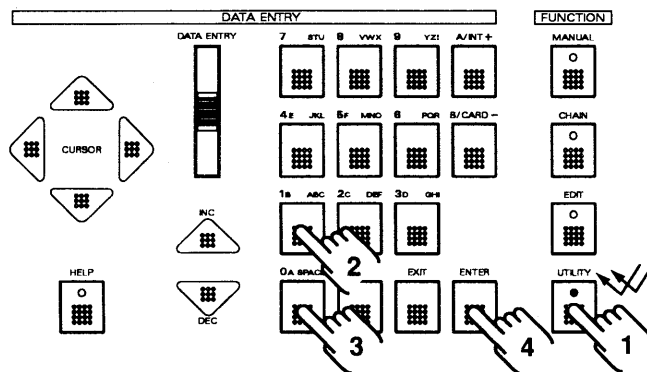 DATA ENTRY FUNCTION
DATA ENTRY 7 STU 8 VWX 9 YZ! A/INT + MANUAL
4E JKL 5F MNO 6 PQR B/CARD − CHAIN
CURSOR
1B ABC 2C DEF 3D GHI EDIT
INC
2
HELP 0A SPACE EXIT ENTER UTILITY
DEC
3 4 1